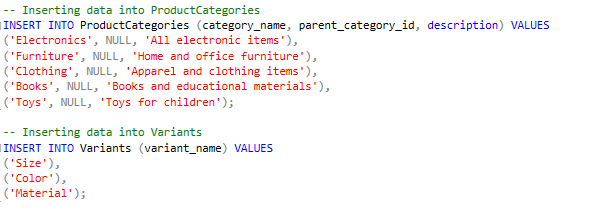 -- Inserting data into ProductCategories
INSERT INTO ProductCategories (category_name, parent_category_id, description) VALUES
('Electronics', NULL, 'All electronic items'),
('Furniture', NULL, 'Home and office furniture'),
('Clothing', NULL, 'Apparel and clothing items'),
('Books', NULL, 'Books and educational materials'),
('Toys', NULL, 'Toys for children');
-- Inserting data into Variants
INSERT INTO Variants (variant_name) VALUES
('Size'),
('Color'),
('Material');